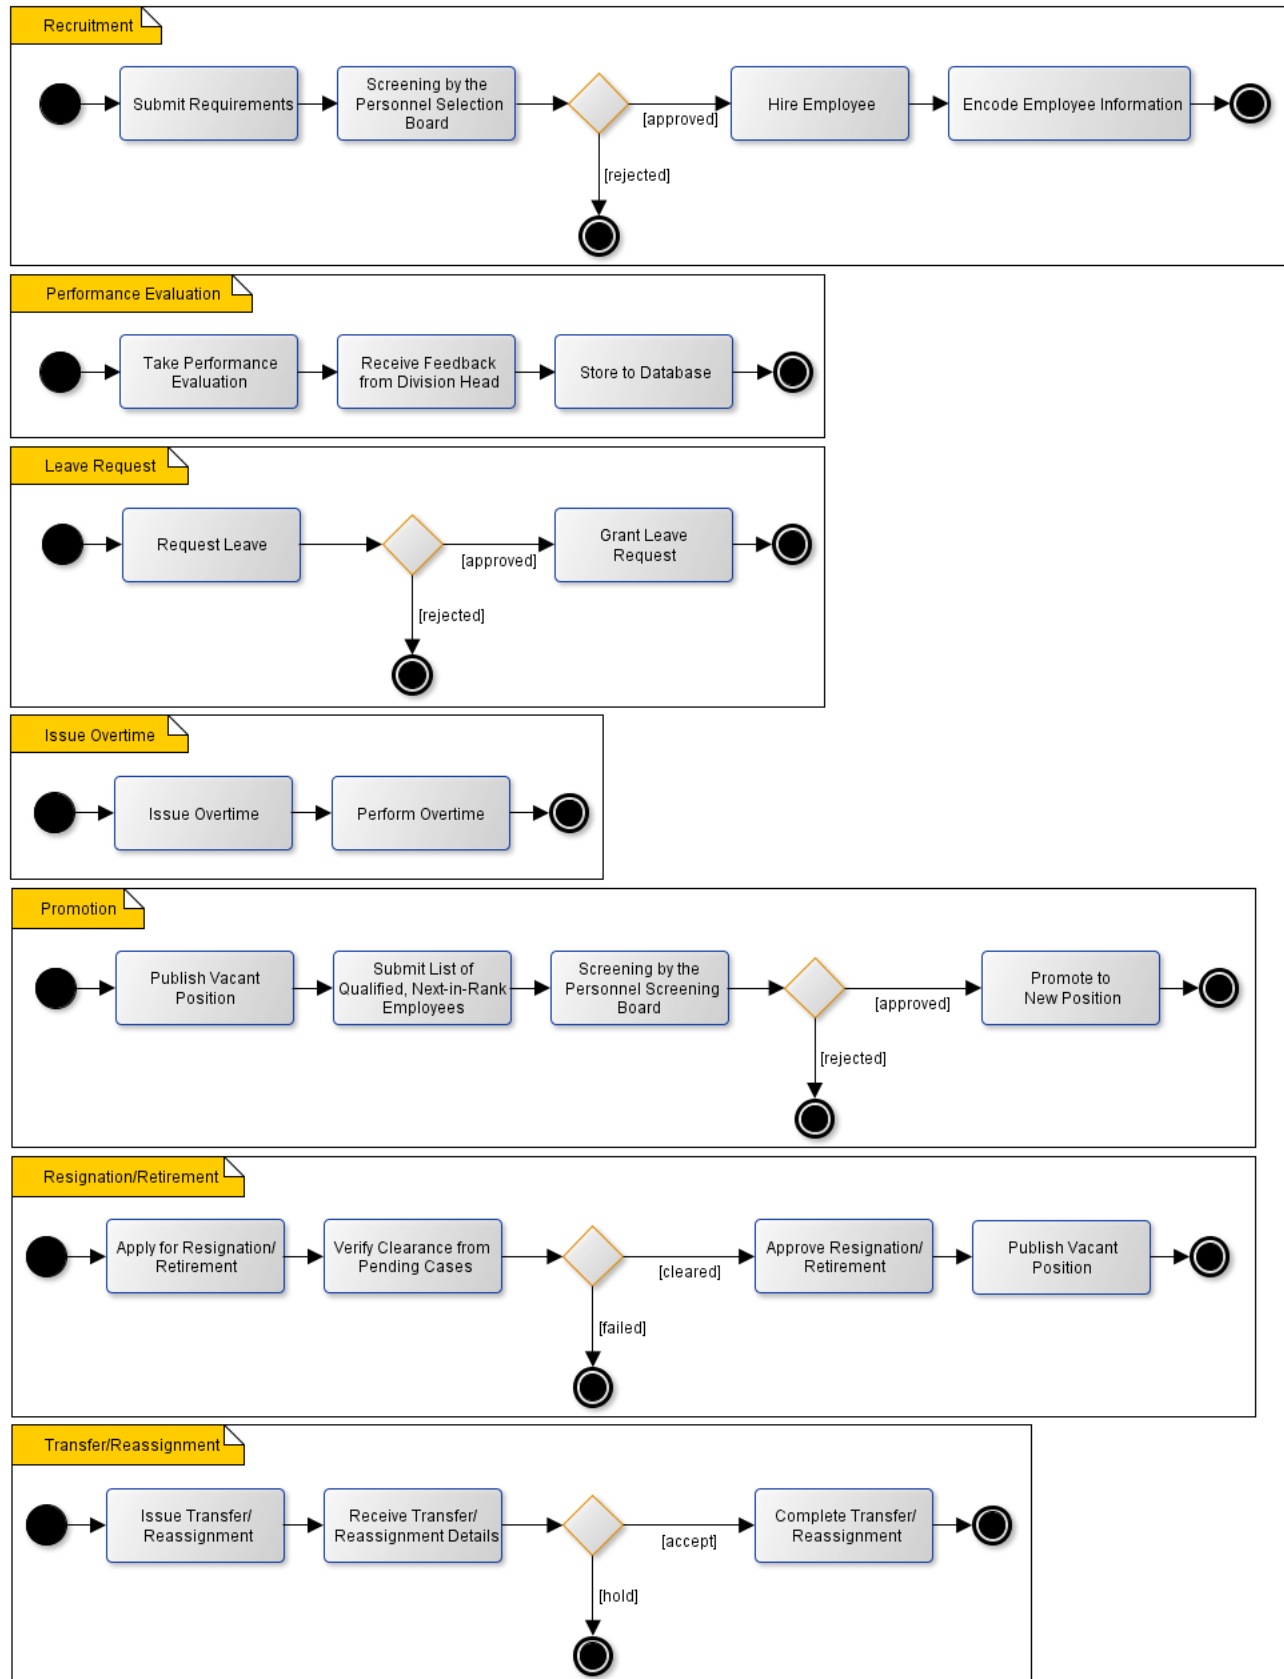 Recruitment
Submit Requirements
Screening by the
Personnel Selection
Board
[approved]
Hire Employee
Encode Employee Information
[rejected]
Performance Evaluation
Take Performance
Evaluation
Receive Feedback
from Division Head
Store to Database
Leave Request
Request Leave
[approved]
Grant Leave
Request
[rejected]
Issue Overtime
Issue Overtime
Perform Overtime
Promotion
Publish Vacant
Position
Submit List of
Qualified, Next-in-Rank
Employees
Screening by the
Personnel Screening
Board
[approved]
Promote to
New Position
[rejected]
Resignation/Retirement
Apply for Resignation/
Retirement
Verify Clearance from
Pending Cases
[cleared]
Approve Resignation/
Retirement
Publish Vacant
Position
[failed]
Transfer/Reassignment
Issue Transfer/
Reassignment
Receive Transfer/
Reassignment Details
[accept]
Complete Transfer/
Reassignment
[hold]